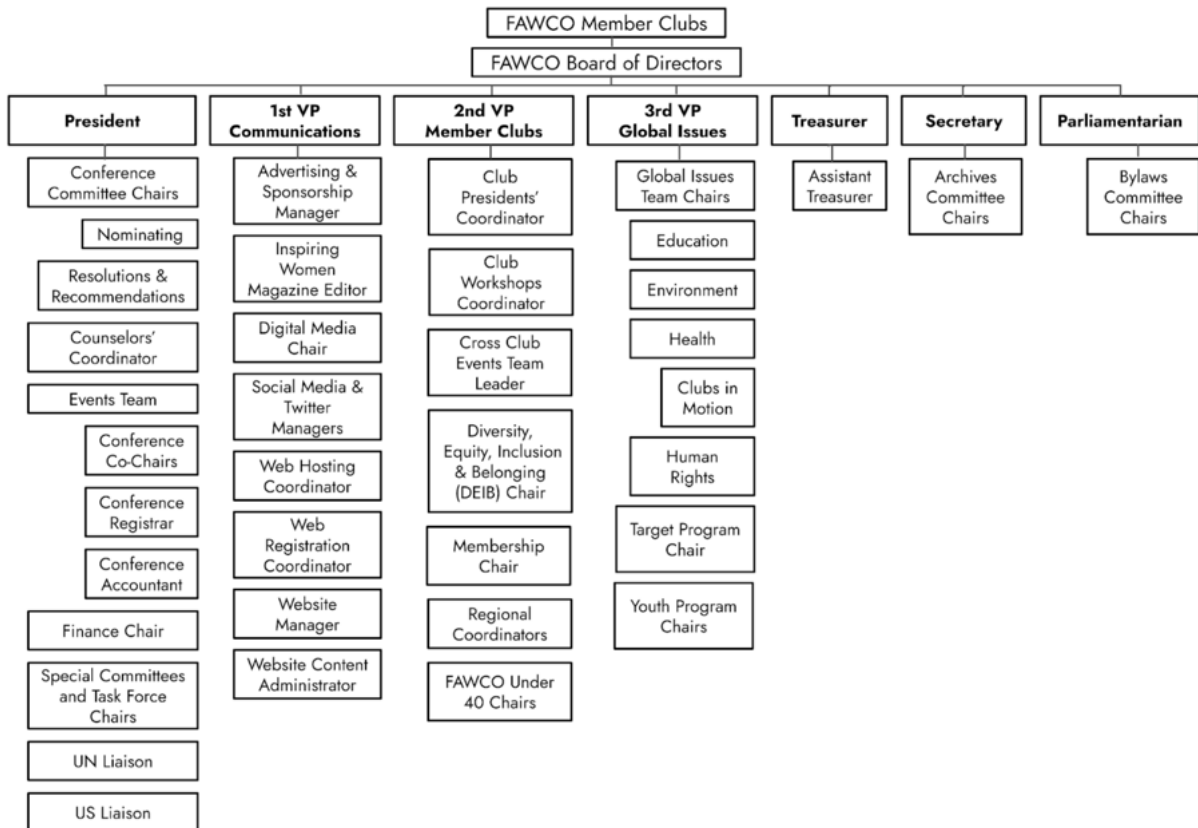 FAWCO Member Clubs
FAWCO Board of Directors
President
Conference
Committee Chairs
Nominating
Resolutions &
Recommendations
Counselors'
Coordinator
Events Team
Conference
Co-Chairs
Conference
Registrar
Conference
Accountant
Finance Chair
Special Committees
and Task Force
Chairs
UN Liaison
US Liaison
1st VP
Communications
Advertising &
Sponsorship
Manager
Inspiring
Women
Magazine Editor
Digital Media
Chair
Social Media &
Twitter
Managers
Web Hosting
Coordinator
Web
Registration
Coordinator
Website
Manager
Website Content
Administrator
2nd VP
Member Clubs
Club
Presidents'
Coordinator
Club
Workshops
Coordinator
Cross Club
Events Team
Leader
Diversity,
Equity, Inclusion
& Belonging
(DEIB) Chair
Membership
Chair
Regional
Coordinators
FAWCO Under
40 Chairs
3rd VP
Global Issues
Global Issues
Team Chairs
Education
Environment
Health
Clubs in
Motion
Human
Rights
Target Program
Chair
Youth Program
Chairs
Treasurer
Assistant
Treasurer
Secretary
Archives
Committee
Chairs
Parliamentarian
Bylaws
Committee
Chairs